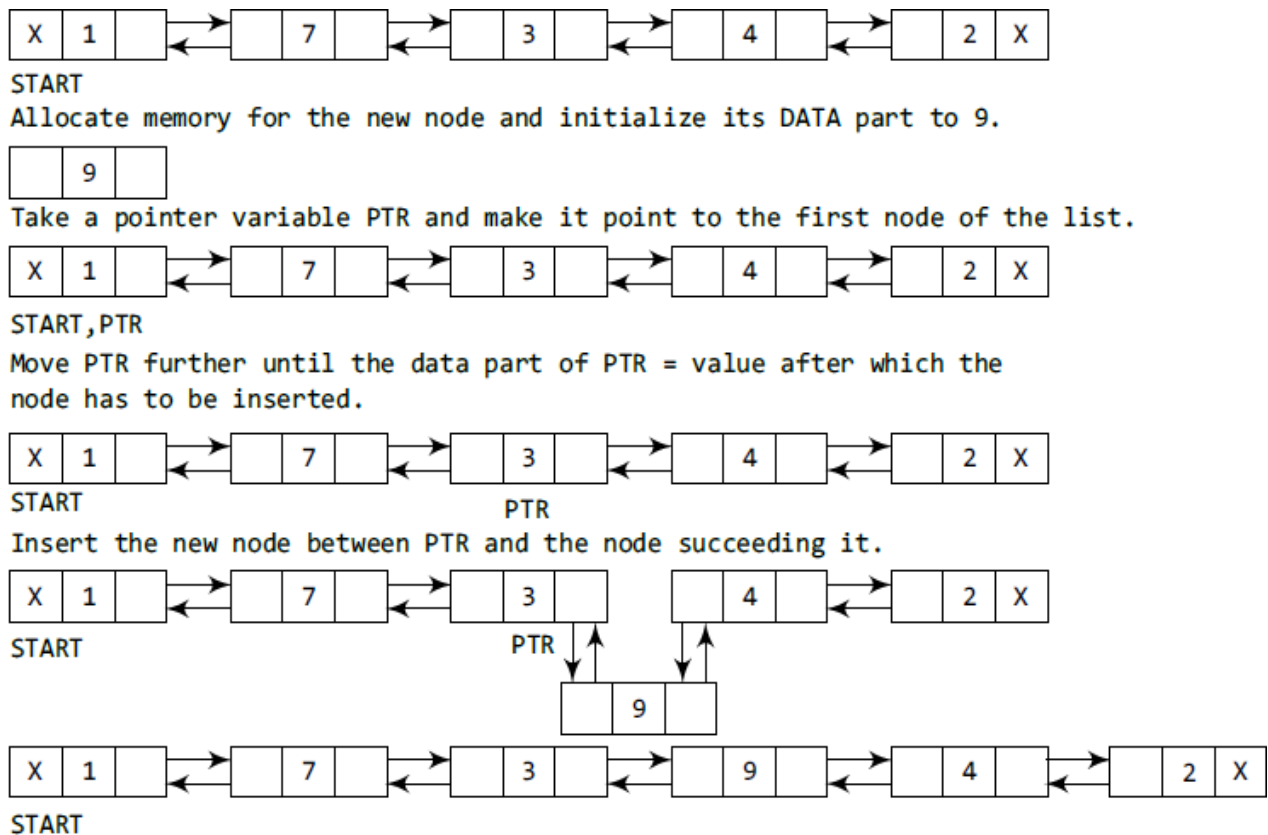 X 1 7 3 4 2 X
START
Allocate memory for the new node and initialize its DATA part to 9.
9
Take a pointer variable PTR and make it point to the first node of the list.
X 1 7 3 4 2 X
START,PTR
Move PTR further until the data part of PTR = value after which the
node has to be inserted.
X 1 7 3 4 2 X
START PTR
Insert the new node between PTR and the node succeeding it.
X 1 7 3 4 2 X
START PTR
9
X 1 7 3 9 4 2 X
START